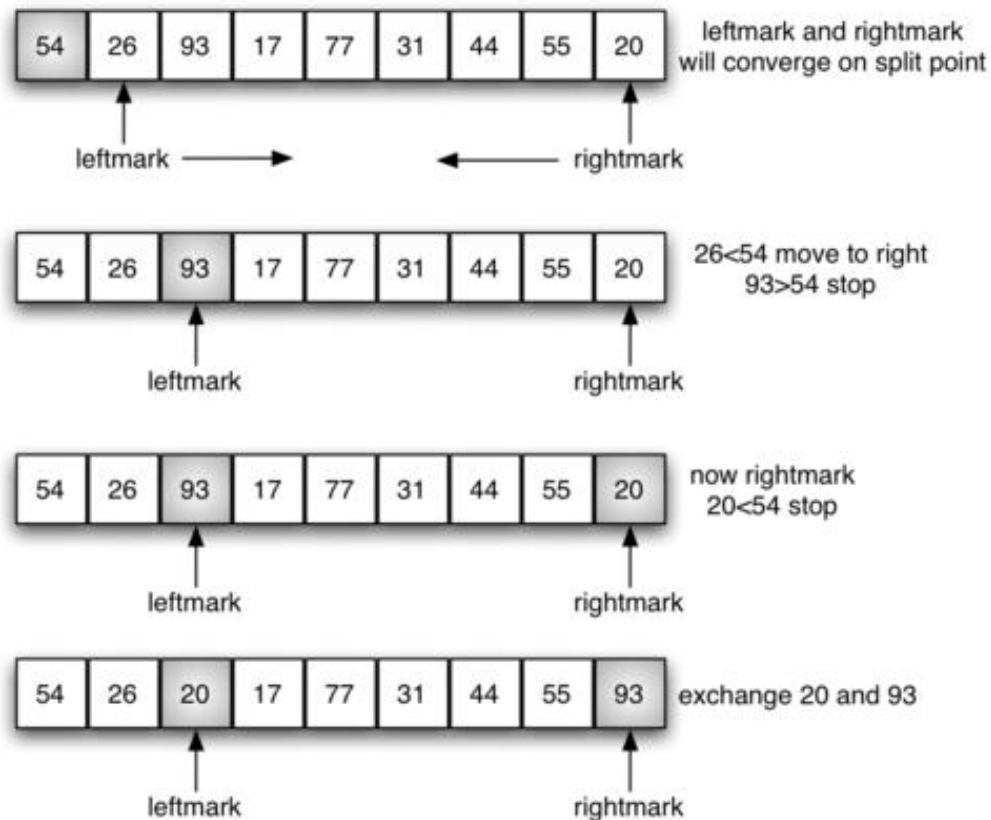 54 26 93 17 77 31 44 55 20
leftmark and rightmark
will converge on split point
leftmark rightmark
54 26 93 17 77 31 44 55 20
26<54 move to right
93>54 stop
leftmark rightmark
54 26 93 17 77 31 44 55 20
now rightmark
20<54 stop
leftmark rightmark
54 26 20 17 77 31 44 55 93
exchange 20 and 93
leftmark rightmark